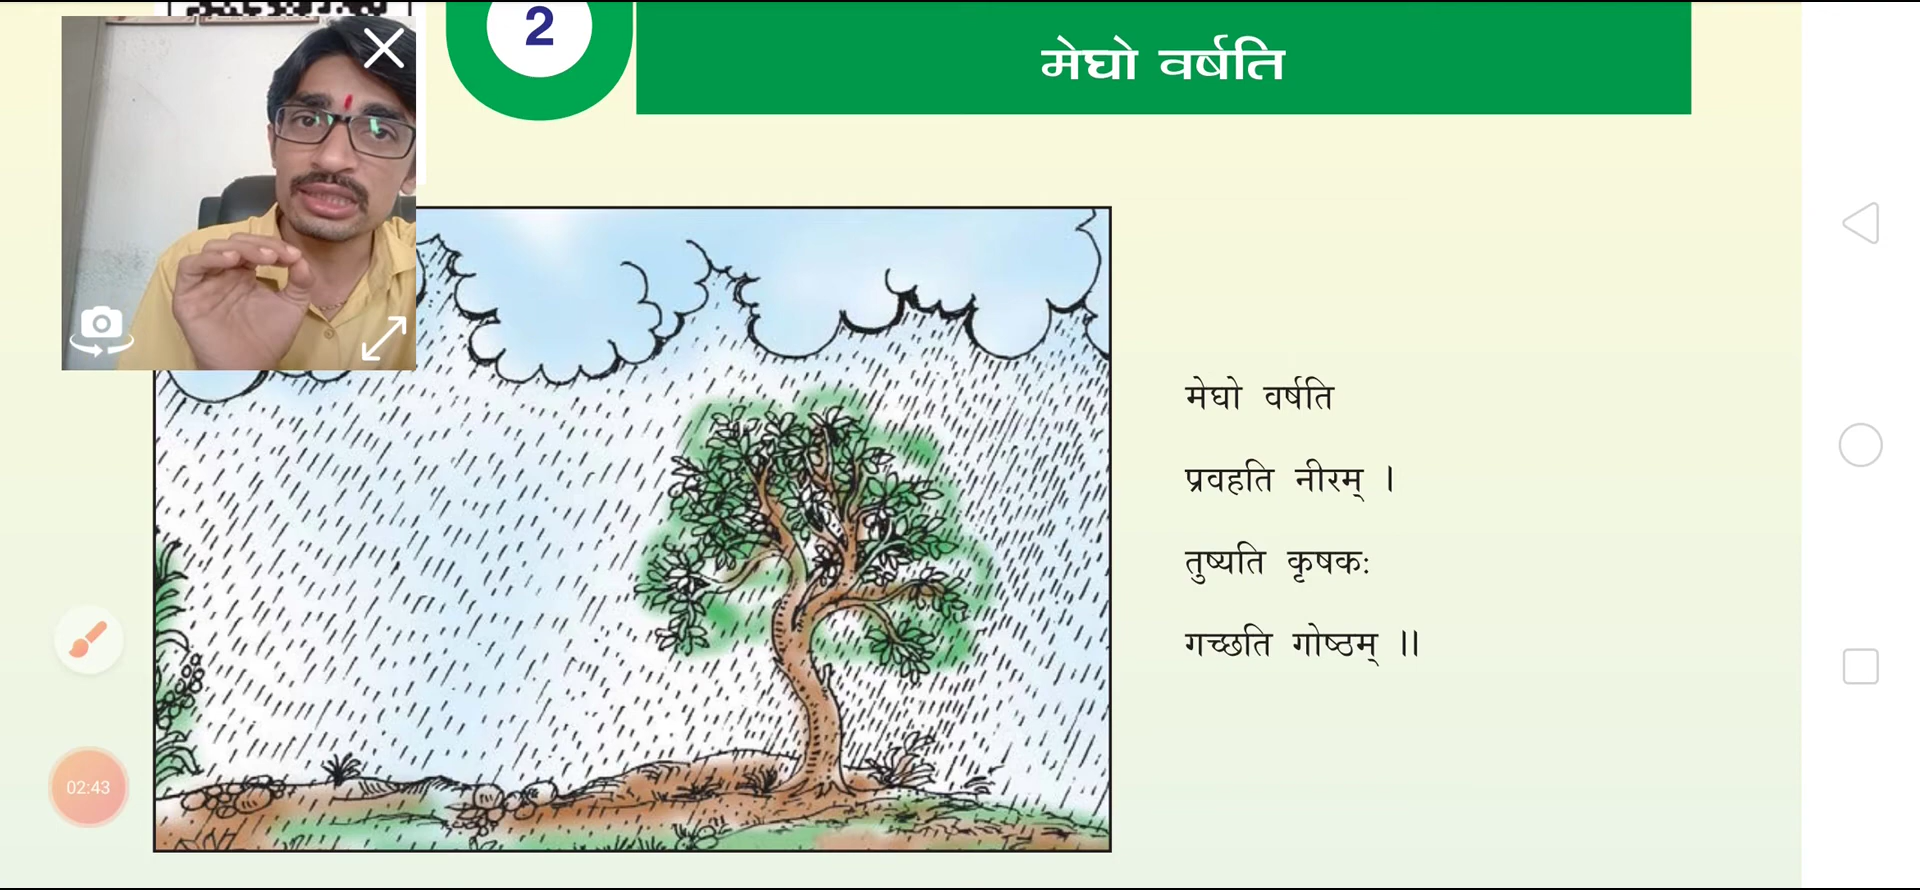 2
मेघो वर्षति
मेघो वर्षति
प्रवहति नीरम् ।
तुष्यति कृषकः
गच्छति गोष्ठम् ।।
02:43